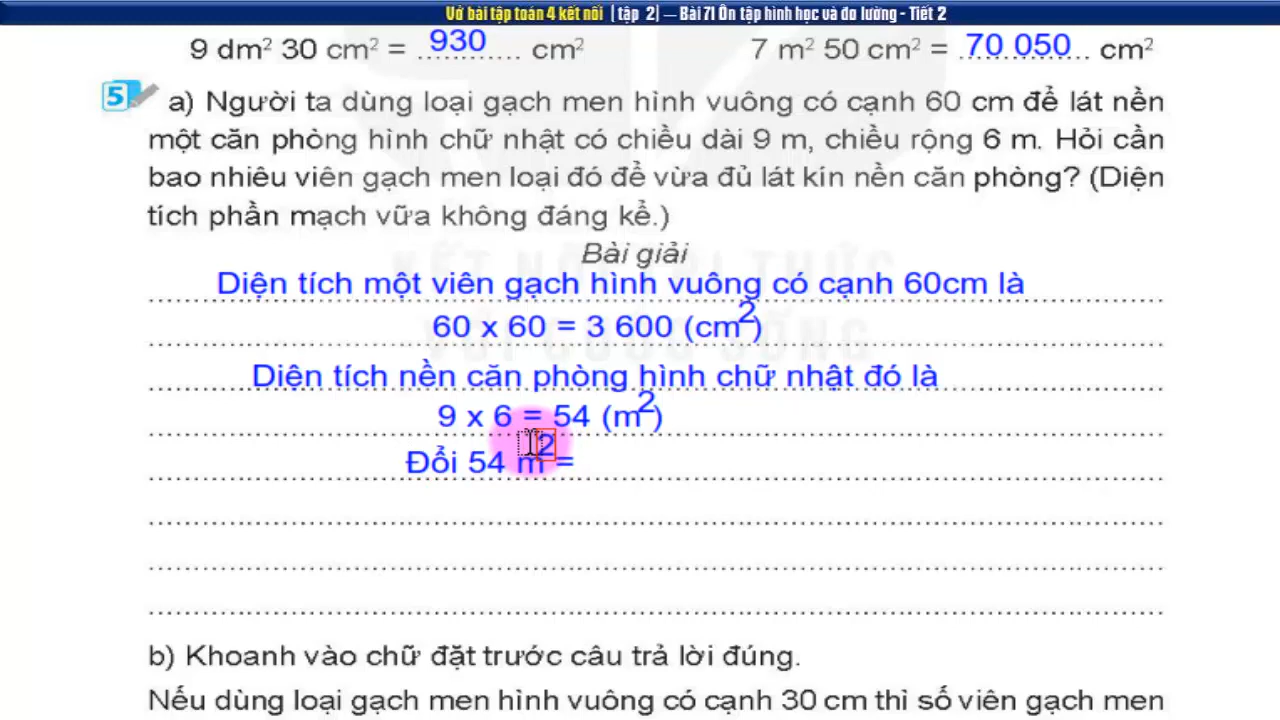 Vở bài tập toán 4 kết nối (tập 2) — Bài 71 Ôn tập hình học và đo lường - Tiết 2
9 dm² 30 cm² = 930 cm² 7 m² 50 cm² = 70 050 cm²
5 a) Người ta dùng loại gạch men hình vuông có cạnh 60 cm để lát nền
một căn phòng hình chữ nhật có chiều dài 9 m, chiều rộng 6 m. Hỏi cần
bao nhiêu viên gạch men loại đó để vừa đủ lát kín nền căn phòng? (Diện
tích phần mạch vữa không đáng kể.)
Bài giải
Diện tích một viên gạch hình vuông có cạnh 60cm là
60 x 60 = 3 600 (cm²)
Diện tích nền căn phòng hình chữ nhật đó là
9 x 6 = 54 (m²)
Đổi 54 m² =
b) Khoanh vào chữ đặt trước câu trả lời đúng.
Nếu dùng loại gạch men hình vuông có cạnh 30 cm thì số viên gạch men
KẾT NỐI TRI THỨC
VỚI CUỘC SỐNG